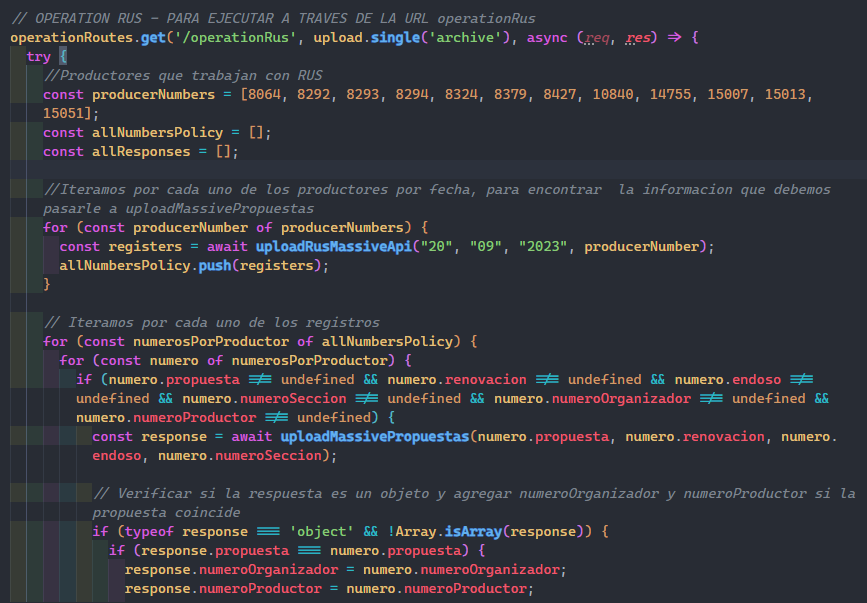 // OPERATION RUS - PARA EJECUTAR A TRAVES DE LA URL operationRus
operationRoutes.get('/operationRus', upload.single('archive'), async (req, res) => {
try {
//Productores que trabajan con RUS
const producerNumbers = [8064, 8292, 8293, 8294, 8324, 8379, 8427, 10840, 14755, 15007, 15013,
15051];
const allNumbersPolicy = [];
const allResponses = [];
//Iteramos por cada uno de los productores por fecha, para encontrar  la informacion que debemos
pasarle a uploadMassivePropuestas
for (const producerNumber of producerNumbers) {
const registers = await uploadRusMassiveApi("20", "09", "2023", producerNumber);
allNumbersPolicy.push(registers);
}
// Iteramos por cada uno de los registros
for (const numerosPorProductor of allNumbersPolicy) {
for (const numero of numerosPorProductor) {
if (numero.propuesta !== undefined && numero.renovacion !== undefined && numero.endoso !==
undefined && numero.numeroSeccion !== undefined && numero.numeroOrganizador !== undefined &&
numero.numeroProductor !== undefined) {
const response = await uploadMassivePropuestas(numero.propuesta, numero.renovacion, numero.
endoso, numero.numeroSeccion);
// Verificar si la respuesta es un objeto y agregar numeroOrganizador y numeroProductor si la
propuesta coincide
if (typeof response === 'object' && !Array.isArray(response)) {
if (response.propuesta === numero.propuesta) {
response.numeroOrganizador = numero.numeroOrganizador;
response.numeroProductor = numero.numeroProductor;